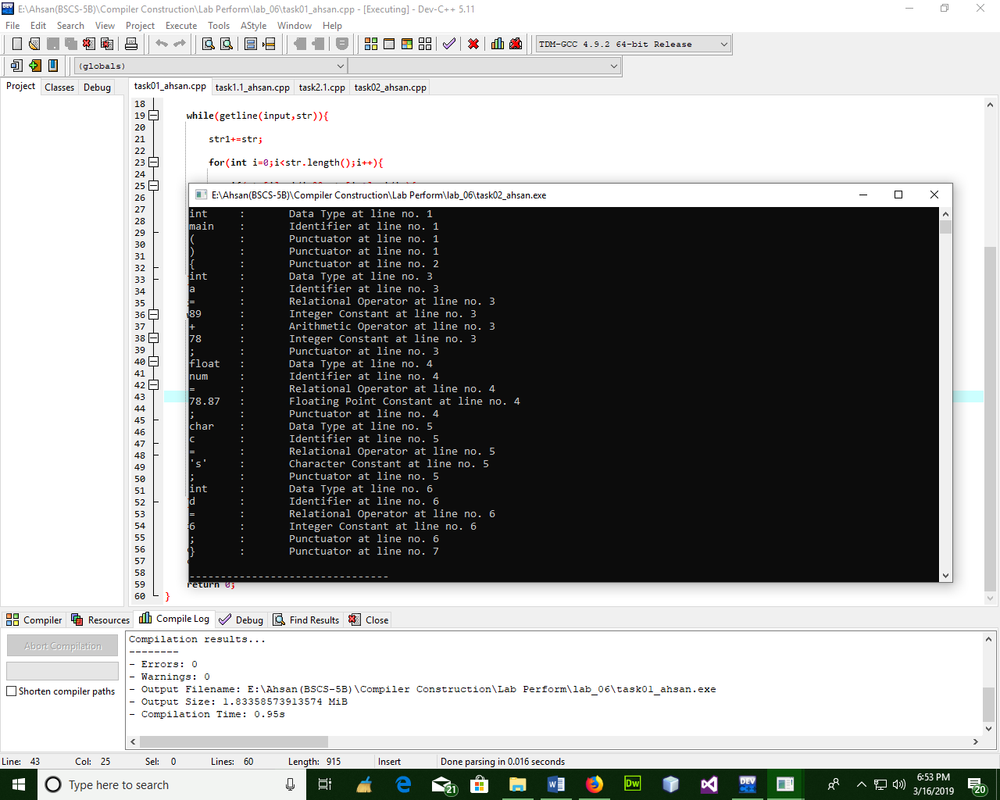 E:\Ahsan(BSCS-5B)\Compiler Construction\Lab Perform\lab_06\task01_ahsan.cpp - [Executing] - Dev-C++ 5.11
File Edit Search View Project Execute Tools AStyle Window Help
TDM-GCC 4.9.2 64-bit Release
(globals)
Project Classes Debug
task01_ahsan.cpp task1.1_ahsan.cpp task2.1.cpp task02_ahsan.cpp
18
19 while(getline(input,str)){
20
21 str1+=str;
22
23 for(int i=0;i<str.length();i++){
24
25
E:\Ahsan(BSCS-5B)\Compiler Construction\Lab Perform\lab_06\task02_ahsan.exe
26
27
28
29
30
31
32
33
34
35
36
37
38
39
40
41
42
43
44
45
46
47
48
49
50
51
52
53
54
55
56
57
58
int : Data Type at line no. 1
main : Identifier at line no. 1
( : Punctuator at line no. 1
) : Punctuator at line no. 1
{ : Punctuator at line no. 2
int : Data Type at line no. 3
a : Identifier at line no. 3
= : Relational Operator at line no. 3
89 : Integer Constant at line no. 3
+ : Arithmetic Operator at line no. 3
78 : Integer Constant at line no. 3
; : Punctuator at line no. 3
float : Data Type at line no. 4
num : Identifier at line no. 4
= : Relational Operator at line no. 4
78.87 : Floating Point Constant at line no. 4
; : Punctuator at line no. 4
char : Data Type at line no. 5
c : Identifier at line no. 5
= : Relational Operator at line no. 5
's' : Character Constant at line no. 5
; : Punctuator at line no. 5
int : Data Type at line no. 6
d : Identifier at line no. 6
= : Relational Operator at line no. 6
6 : Integer Constant at line no. 6
; : Punctuator at line no. 6
} : Punctuator at line no. 7
--------------------------------
59 return 0;
60 }
Compiler Resources Compile Log Debug Find Results Close
Abort Compilation
Shorten compiler paths
Compilation results...
--------
- Errors: 0
- Warnings: 0
- Output Filename: E:\Ahsan(BSCS-5B)\Compiler Construction\Lab Perform\lab_06\task01_ahsan.exe
- Output Size: 1.83358573913574 MiB
- Compilation Time: 0.95s
Line: 43 Col: 25 Sel: 0 Lines: 60 Length: 915 Insert Done parsing in 0.016 seconds
Type here to search
21
Dw
DEV
6:53 PM
3/16/2019
20